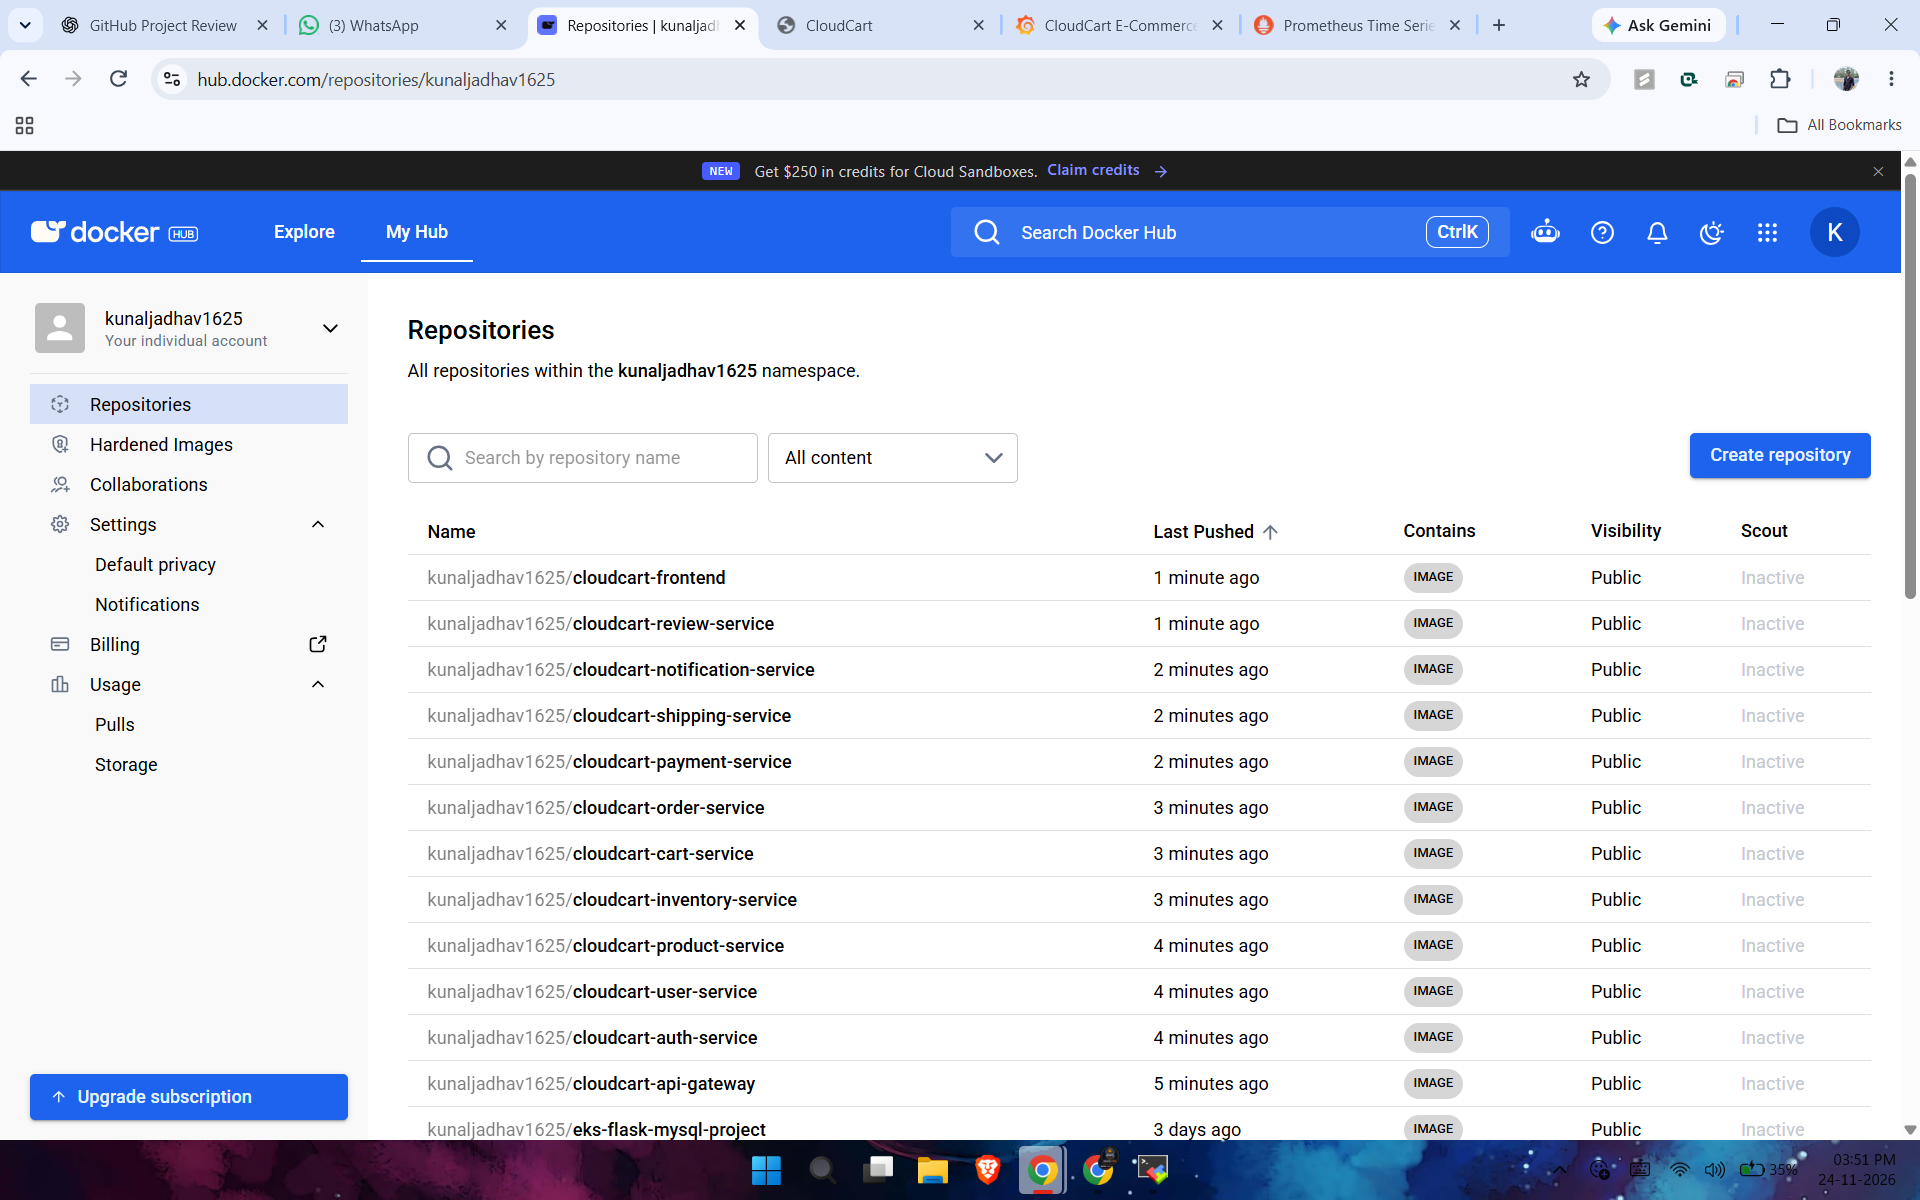 GitHub Project Review
(3) WhatsApp
Repositories | kunaljadh
CloudCart
CloudCart E-Commerce
Prometheus Time Serie
Ask Gemini
hub.docker.com/repositories/kunaljadhav1625
All Bookmarks
NEW Get $250 in credits for Cloud Sandboxes. Claim credits →
docker HUB
Explore
My Hub
Search Docker Hub
CtrlK
K
kunaljadhav1625
Your individual account
Repositories
Hardened Images
Collaborations
Settings
Default privacy
Notifications
Billing
Usage
Pulls
Storage
Upgrade subscription
Repositories
All repositories within the kunaljadhav1625 namespace.
Search by repository name
All content
Create repository
Name Last Pushed Contains Visibility Scout
kunaljadhav1625/cloudcart-frontend 1 minute ago IMAGE Public Inactive
kunaljadhav1625/cloudcart-review-service 1 minute ago IMAGE Public Inactive
kunaljadhav1625/cloudcart-notification-service 2 minutes ago IMAGE Public Inactive
kunaljadhav1625/cloudcart-shipping-service 2 minutes ago IMAGE Public Inactive
kunaljadhav1625/cloudcart-payment-service 2 minutes ago IMAGE Public Inactive
kunaljadhav1625/cloudcart-order-service 3 minutes ago IMAGE Public Inactive
kunaljadhav1625/cloudcart-cart-service 3 minutes ago IMAGE Public Inactive
kunaljadhav1625/cloudcart-inventory-service 3 minutes ago IMAGE Public Inactive
kunaljadhav1625/cloudcart-product-service 4 minutes ago IMAGE Public Inactive
kunaljadhav1625/cloudcart-user-service 4 minutes ago IMAGE Public Inactive
kunaljadhav1625/cloudcart-auth-service 4 minutes ago IMAGE Public Inactive
kunaljadhav1625/cloudcart-api-gateway 5 minutes ago IMAGE Public Inactive
kunaljadhav1625/eks-flask-mysql-project 3 days ago IMAGE Public Inactive
35%
03:51 PM
24-11-2026